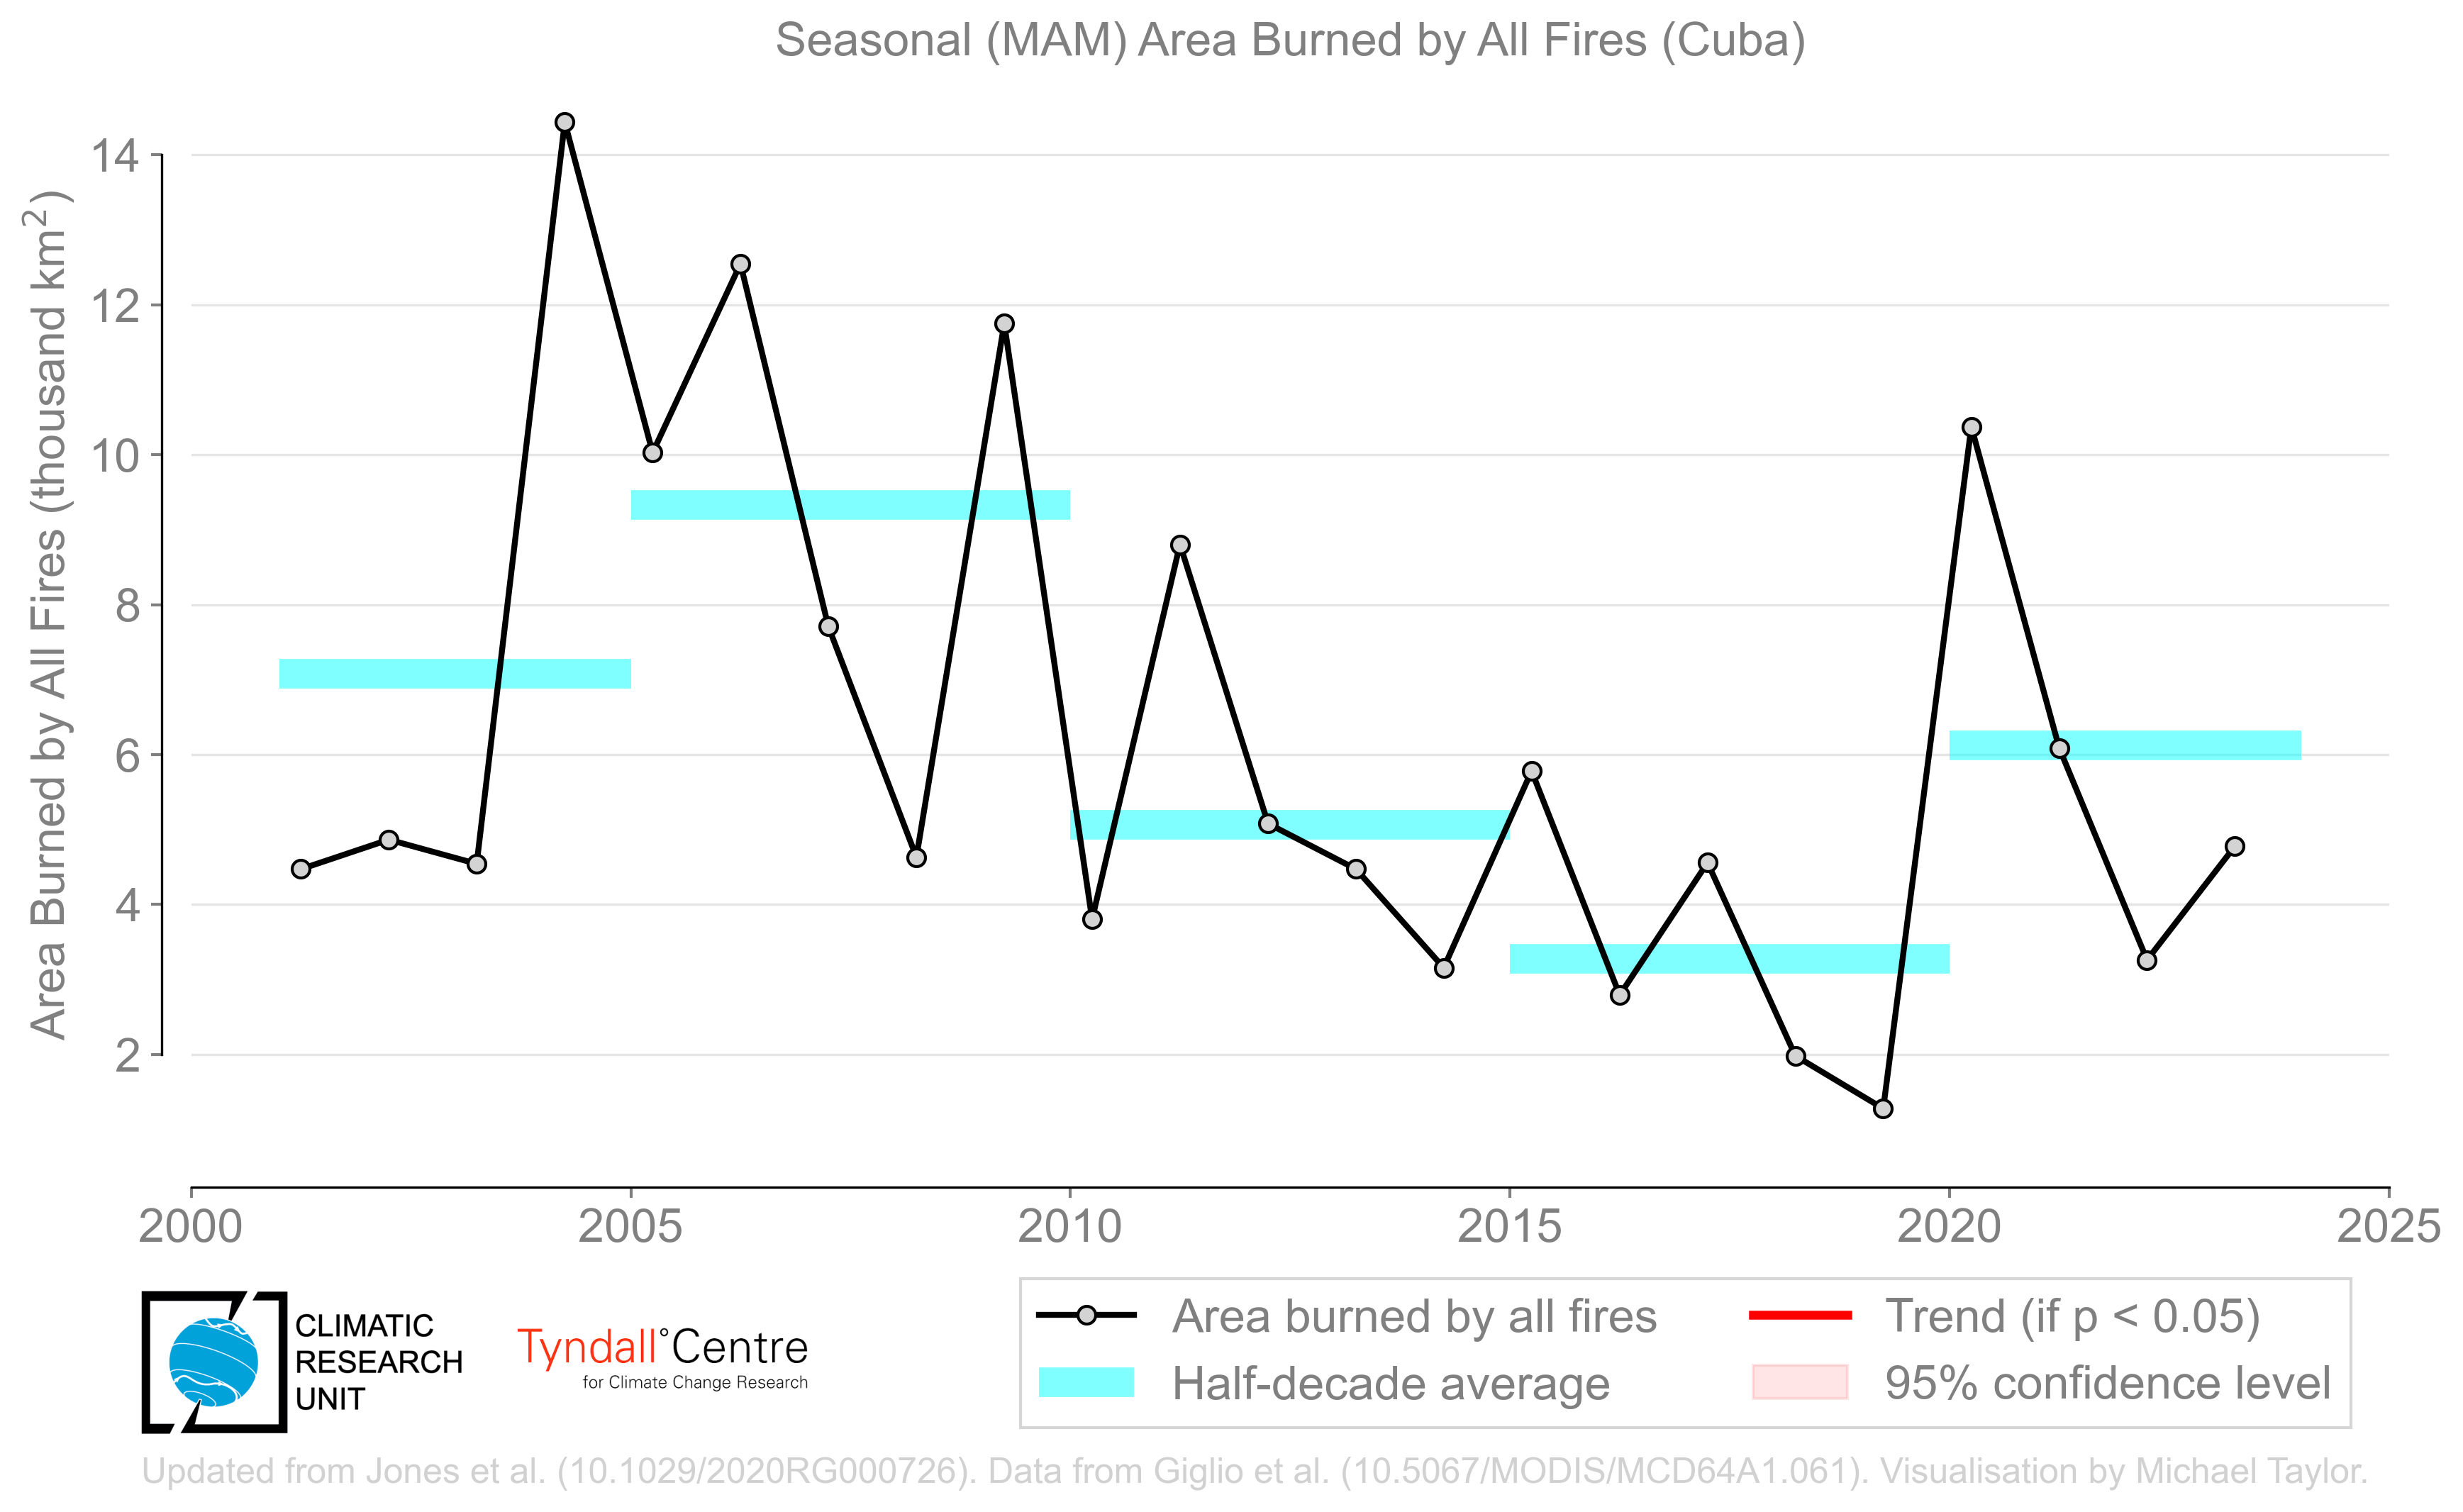 Seasonal (MAM) Area Burned by All Fires (Cuba)
Area Burned by All Fires (thousand km²)
14
12
10
8
6
4
2
2000 2005 2010 2015 2020 2025
CLIMATIC
RESEARCH
UNIT
Tyndall°Centre
for Climate Change Research
Area burned by all fires
Half-decade average
Trend (if p < 0.05)
95% confidence level
Updated from Jones et al. (10.1029/2020RG000726). Data from Giglio et al. (10.5067/MODIS/MCD64A1.061). Visualisation by Michael Taylor.